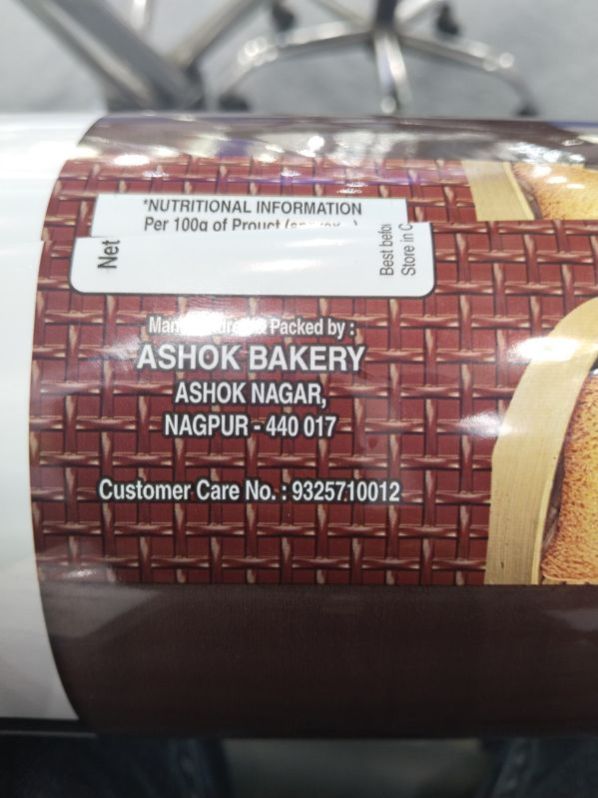 *NUTRITIONAL INFORMATION
Per 100g of Prouct
Net
Best
Store in
Packed by :
ASHOK BAKERY
ASHOK NAGAR,
NAGPUR - 440 017
Customer Care No. : 9325710012